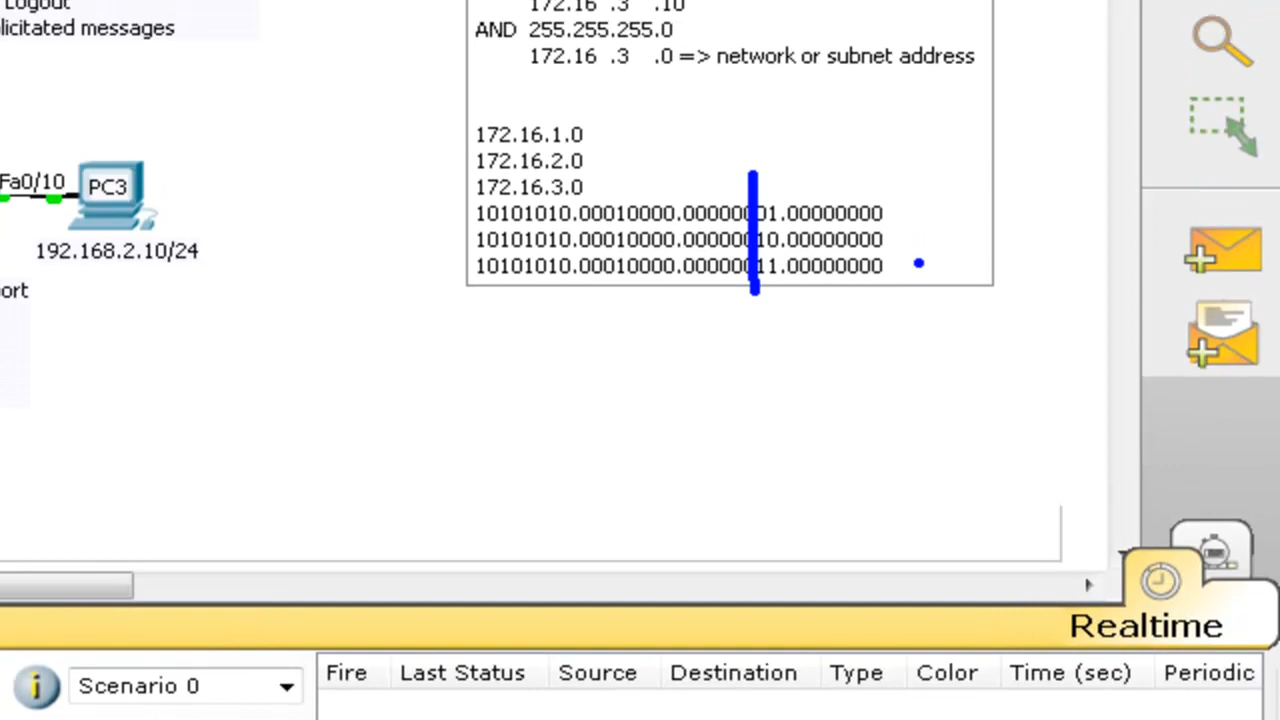 Logout
licitated messages
172.16 .3 .10
AND 255.255.255.0
172.16 .3 .0 => network or subnet address
172.16.1.0
172.16.2.0
172.16.3.0
10101010.00010000.00000001.00000000
10101010.00010000.00000010.00000000
10101010.00010000.00000011.00000000
Fa0/10
PC3
192.168.2.10/24
ort
Realtime
Scenario 0
Fire Last Status Source Destination Type Color Time (sec) Periodic